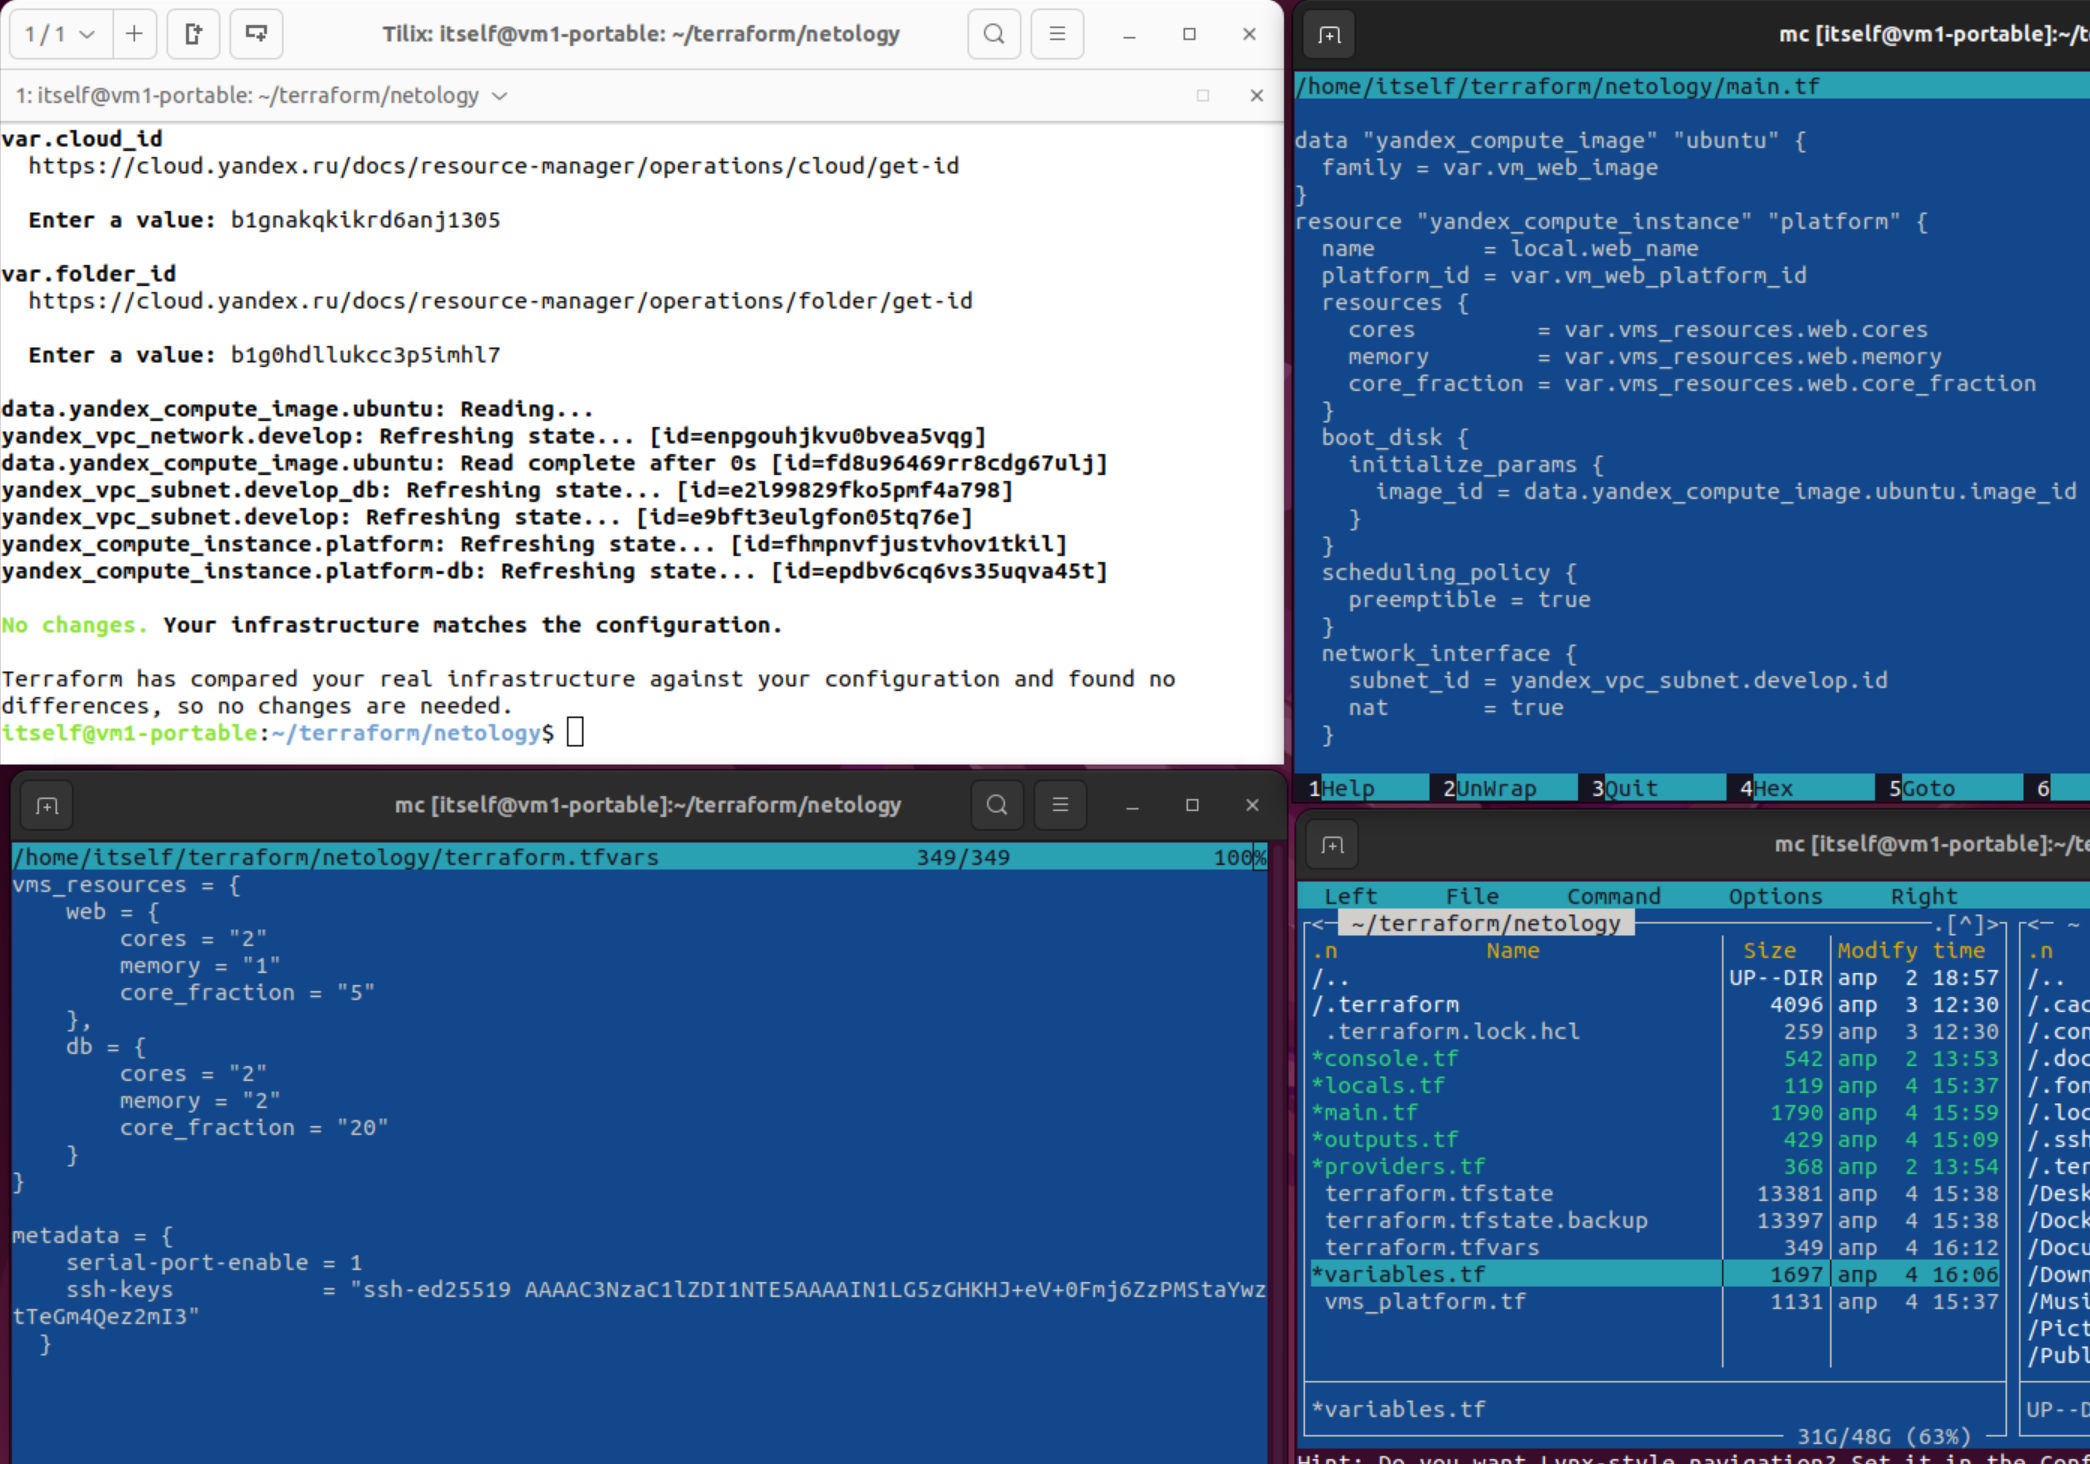 1 / 1
Tilix: itself@vm1-portable: ~/terraform/netology
1: itself@vm1-portable: ~/terraform/netology
var.cloud_id
  https://cloud.yandex.ru/docs/resource-manager/operations/cloud/get-id
  Enter a value: b1gnakqkikrd6anj1305
var.folder_id
  https://cloud.yandex.ru/docs/resource-manager/operations/folder/get-id
  Enter a value: b1g0hdllukcc3p5imhl7
data.yandex_compute_image.ubuntu: Reading...
yandex_vpc_network.develop: Refreshing state... [id=enpgouhjkvu0bvea5vqg]
data.yandex_compute_image.ubuntu: Read complete after 0s [id=fd8u96469rr8cdg67ulj]
yandex_vpc_subnet.develop_db: Refreshing state... [id=e2l99829fko5pmf4a798]
yandex_vpc_subnet.develop: Refreshing state... [id=e9bft3eulgfon05tq76e]
yandex_compute_instance.platform: Refreshing state... [id=fhmpnvfjustvhov1tkil]
yandex_compute_instance.platform-db: Refreshing state... [id=epdbv6cq6vs35uqva45t]
No changes. Your infrastructure matches the configuration.
Terraform has compared your real infrastructure against your configuration and found no
differences, so no changes are needed.
itself@vm1-portable:~/terraform/netology$
mc [itself@vm1-portable]:~/te
/home/itself/terraform/netology/main.tf
data "yandex_compute_image" "ubuntu" {
  family = var.vm_web_image
}
resource "yandex_compute_instance" "platform" {
  name        = local.web_name
  platform_id = var.vm_web_platform_id
  resources {
    cores         = var.vms_resources.web.cores
    memory        = var.vms_resources.web.memory
    core_fraction = var.vms_resources.web.core_fraction
  }
  boot_disk {
    initialize_params {
      image_id = data.yandex_compute_image.ubuntu.image_id
    }
  }
  scheduling_policy {
    preemptible = true
  }
  network_interface {
    subnet_id = yandex_vpc_subnet.develop.id
    nat       = true
  }
1Help 2UnWrap 3Quit 4Hex 5Goto 6
mc [itself@vm1-portable]:~/terraform/netology
/home/itself/terraform/netology/terraform.tfvars 349/349 100%
vms_resources = {
    web = {
        cores = "2"
        memory = "1"
        core_fraction = "5"
    },
    db = {
        cores = "2"
        memory = "2"
        core_fraction = "20"
    }
}
metadata = {
    serial-port-enable = 1
    ssh-keys           = "ssh-ed25519 AAAAC3NzaC1lZDI1NTE5AAAAIN1LG5zGHKHJ+eV+0Fmj6ZzPMStaYwz
tTeGm4Qez2mI3"
  }
mc [itself@vm1-portable]:~/te
Left File Command Options Right
<─ ~/terraform/netology .[^]> <─ ~
.n Name Size Modify time .n
/.. UP--DIR апр 2 18:57 /..
/.terraform 4096 апр 3 12:30 /.cac
.terraform.lock.hcl 259 апр 3 12:30 /.con
*console.tf 542 апр 2 13:53 /.doc
*locals.tf 119 апр 4 15:37 /.fon
*main.tf 1790 апр 4 15:59 /.loc
*outputs.tf 429 апр 4 15:09 /.ssh
*providers.tf 368 апр 2 13:54 /.ter
terraform.tfstate 13381 апр 4 15:38 /Desk
terraform.tfstate.backup 13397 апр 4 15:38 /Dock
terraform.tfvars 349 апр 4 16:12 /Docu
*variables.tf 1697 апр 4 16:06 /Down
vms_platform.tf 1131 апр 4 15:37 /Musi
/Pict
/Publ
*variables.tf UP--D
31G/48G (63%)
Hint: Do you want Lynx-style navigation? Set it in the Conf